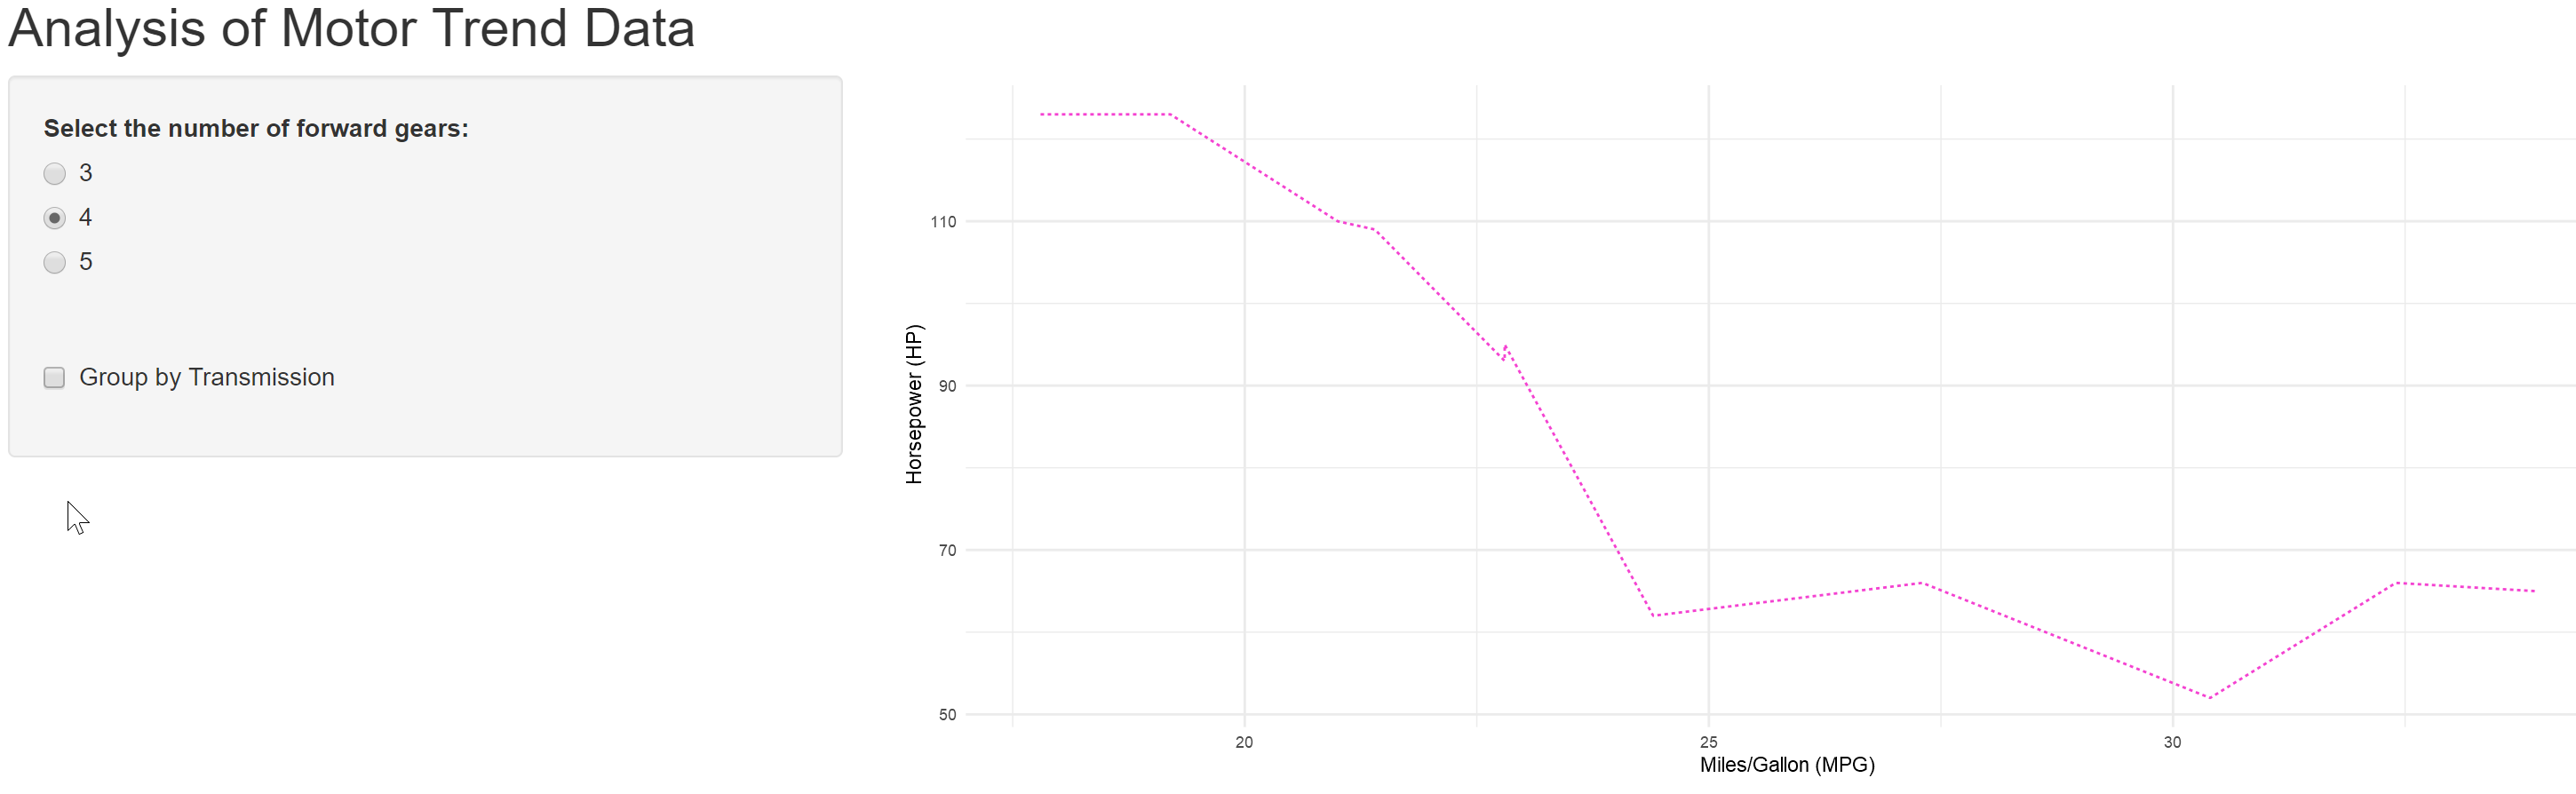 Analysis of Motor Trend Data
Select the number of forward gears:
3
4
5
Group by Transmission
Horsepower (HP)
110
90
70
50
20
25
30
Miles/Gallon (MPG)